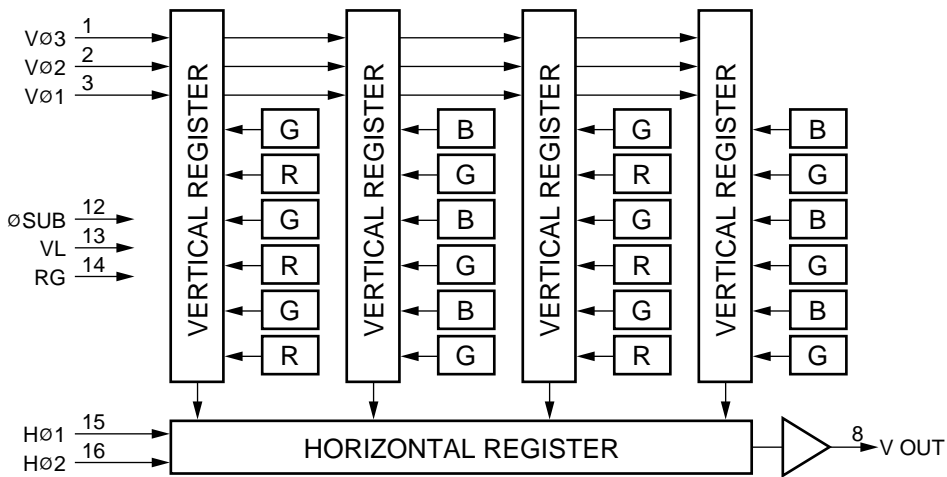 VØ3 1
VØ2 2
VØ1 3
VERTICAL REGISTER
VERTICAL REGISTER
VERTICAL REGISTER
VERTICAL REGISTER
G B G B
R G R G
G B G B
R G R G
G B G B
R G R G
ØSUB 12
VL 13
RG 14
HØ1 15
HØ2 16
HORIZONTAL REGISTER
8 V OUT